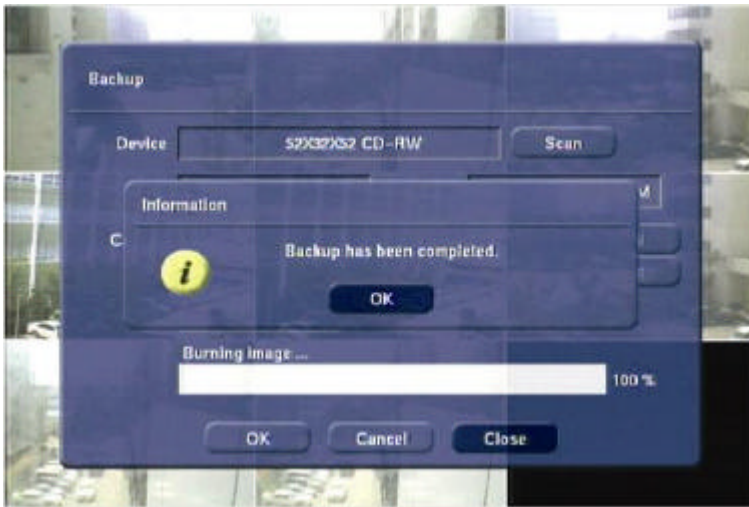 Backup
Device 52X32X52 CD-RW Scan
M
Information
C
Backup has been completed.
i
OK
Burning image ...
100 %
OK Cancel Close